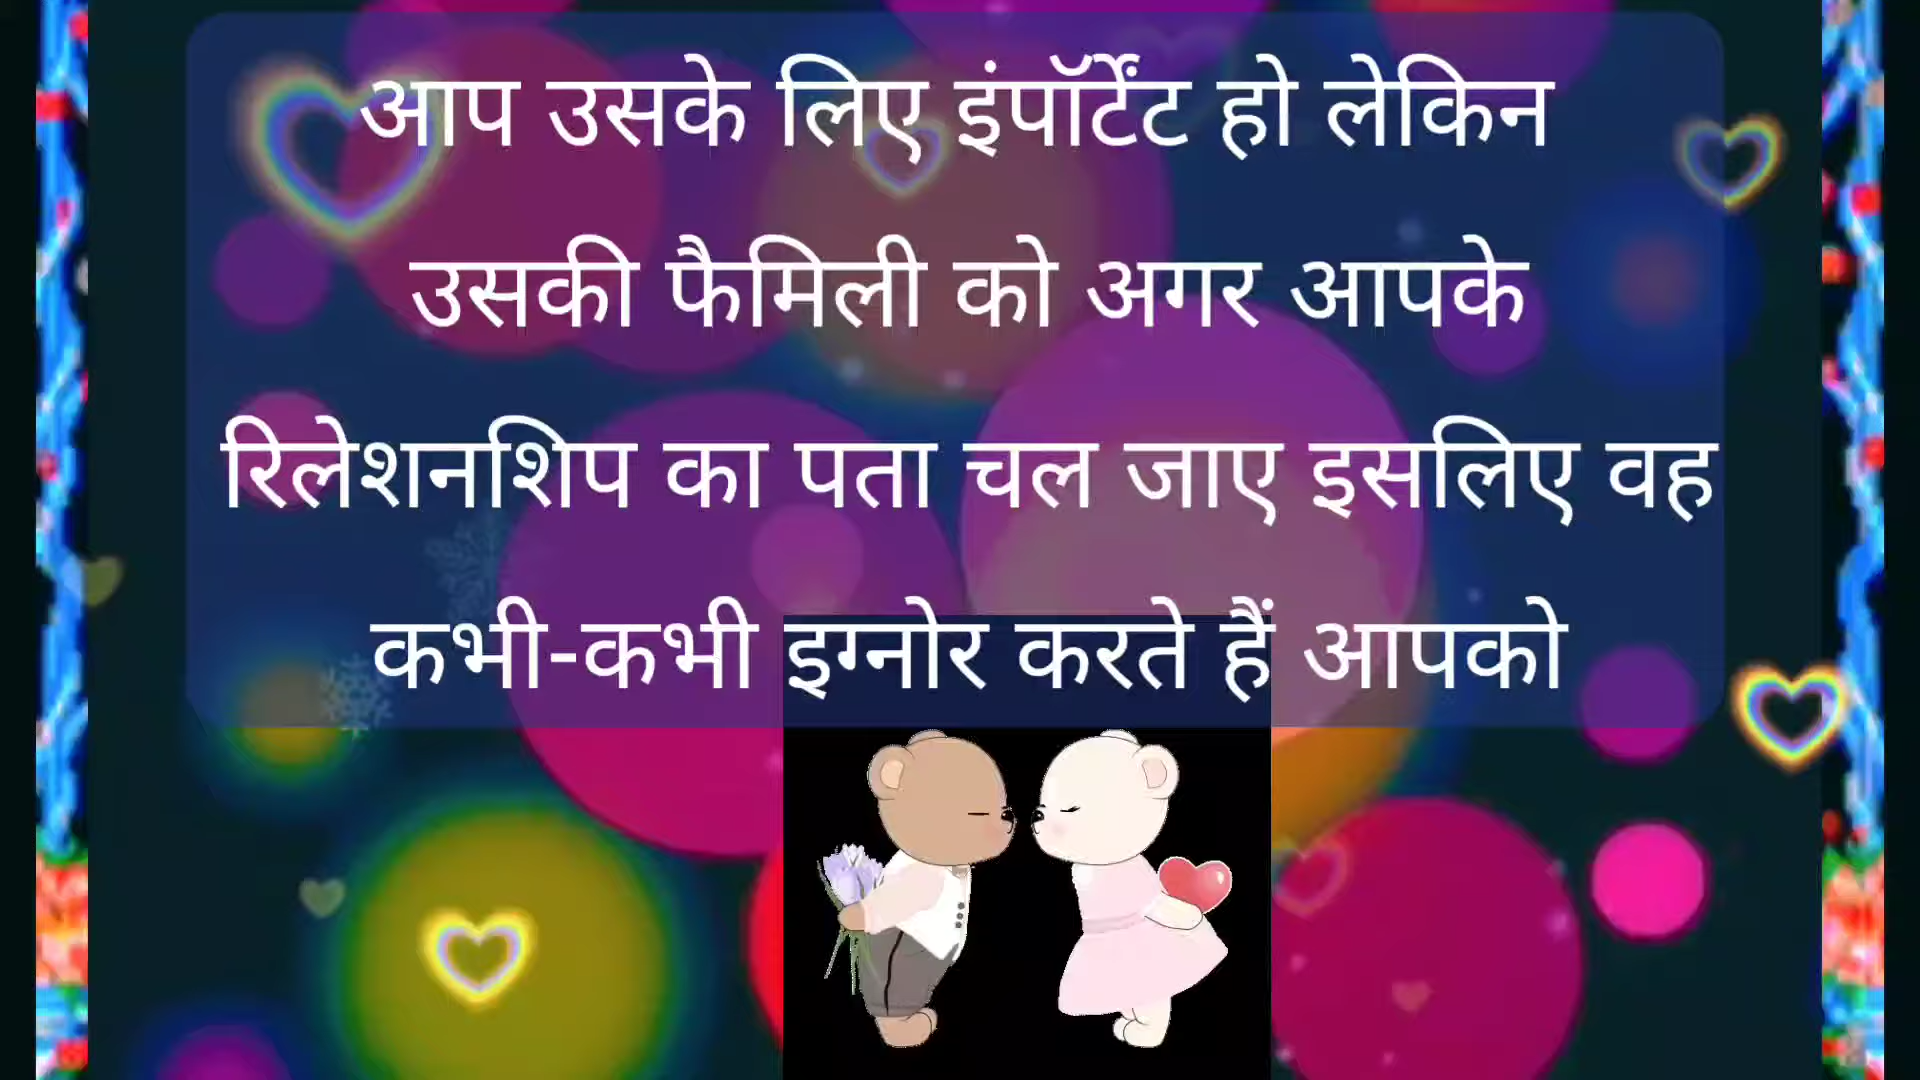 आप उसके लिए इंपॉर्टेंट हो लेकिन
उसकी फैमिली को अगर आपके
रिलेशनशिप का पता चल जाए इसलिए वह
कभी-कभी इग्नोर करते हैं आपको